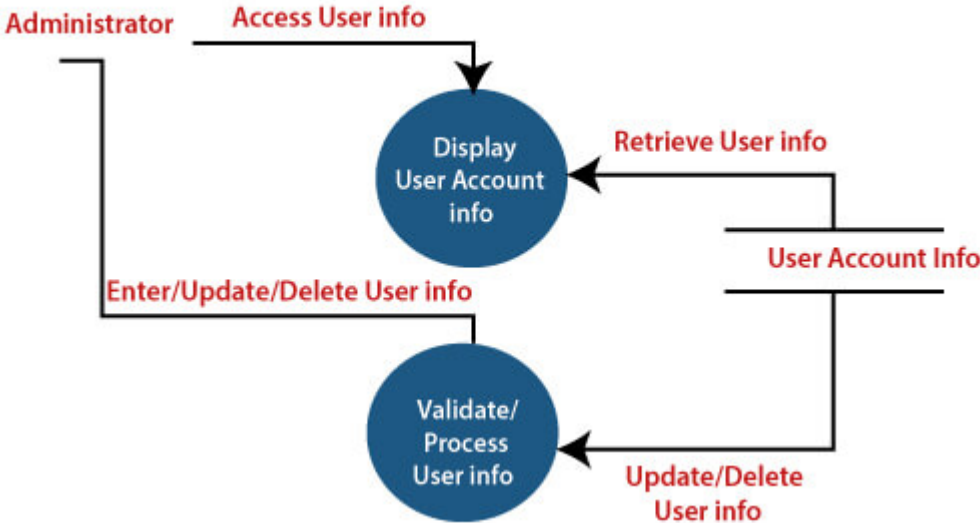 Administrator
Access User info
Display
User Account
info
Retrieve User info
User Account Info
Enter/Update/Delete User info
Validate/
Process
User info
Update/Delete
User info